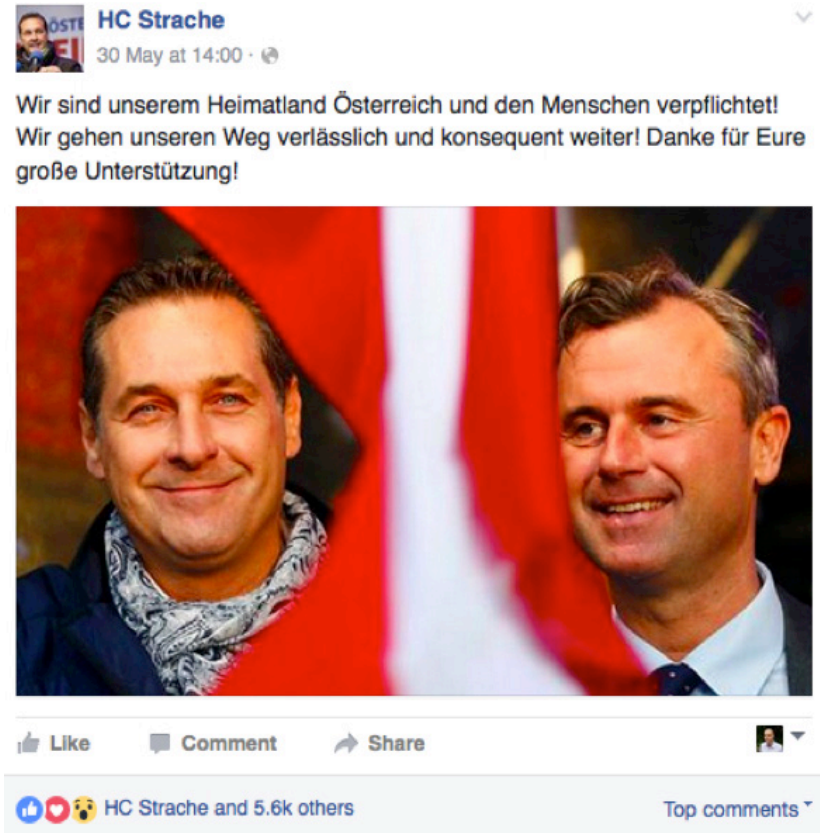 HC Strache
30 May at 14:00 ·
Wir sind unserem Heimatland Österreich und den Menschen verpflichtet!
Wir gehen unseren Weg verlässlich und konsequent weiter! Danke für Eure
große Unterstützung!
Like Comment Share
HC Strache and 5.6k others Top comments